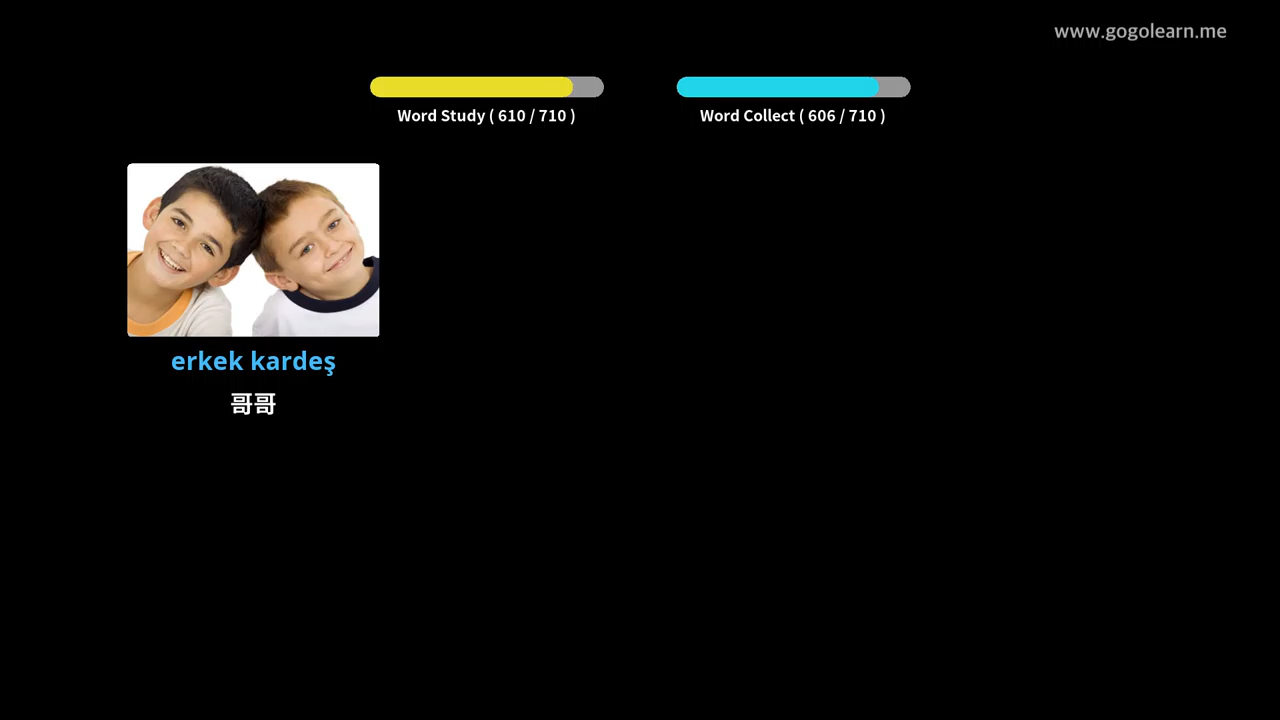 www.gogolearn.me
Word Study ( 610 / 710 )
Word Collect ( 606 / 710 )
erkek kardeş
哥哥